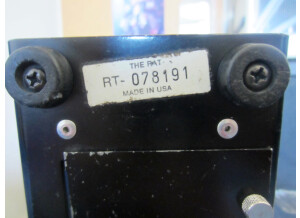 THE RAT
RT- 078191
MADE IN USA